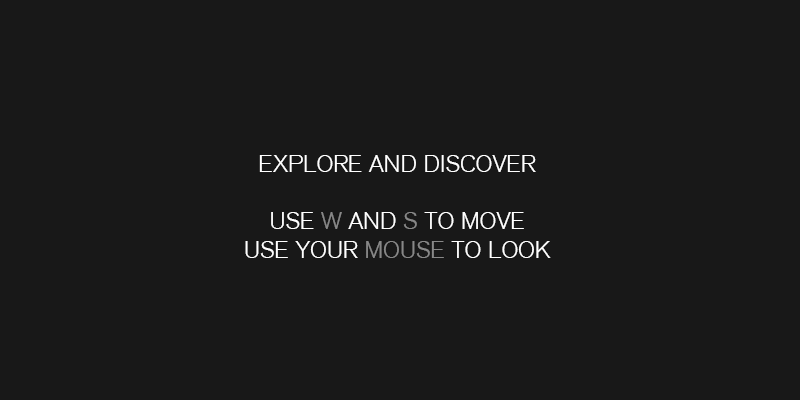 EXPLORE AND DISCOVER
USE W AND S TO MOVE
USE YOUR MOUSE TO LOOK